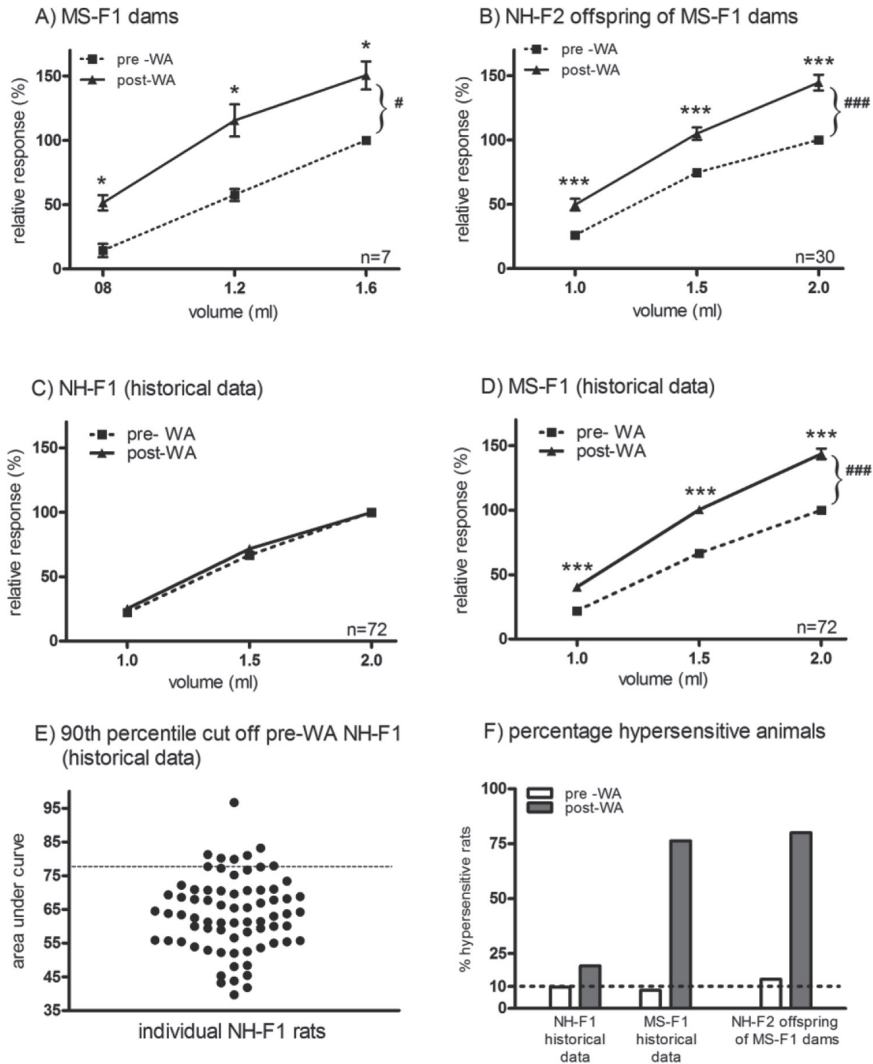 A) MS-F1 dams
pre -WA
post-WA
* * *
#
150
100
50
0
relative response (%)
08 1.2 1.6
n=7
volume (ml)
B) NH-F2 offspring of MS-F1 dams
pre -WA
post-WA
*** *** ***
###
150
100
50
0
relative response (%)
1.0 1.5 2.0
n=30
volume (ml)
C) NH-F1 (historical data)
pre- WA
post-WA
150
100
50
0
relative response (%)
1.0 1.5 2.0
n=72
volume (ml)
D) MS-F1 (historical data)
pre- WA
post-WA
*** *** ***
###
150
100
50
0
relative response (%)
1.0 1.5 2.0
n=72
volume (ml)
E) 90th percentile cut off pre-WA NH-F1
(historical data)
95
85
75
65
55
45
35
area under curve
individual NH-F1 rats
F) percentage hypersensitive animals
pre -WA
post-WA
100
75
50
25
10
0
% hypersensitive rats
NH-F1
historical
data
MS-F1
historical
data
NH-F2 offspring
of MS-F1 dams